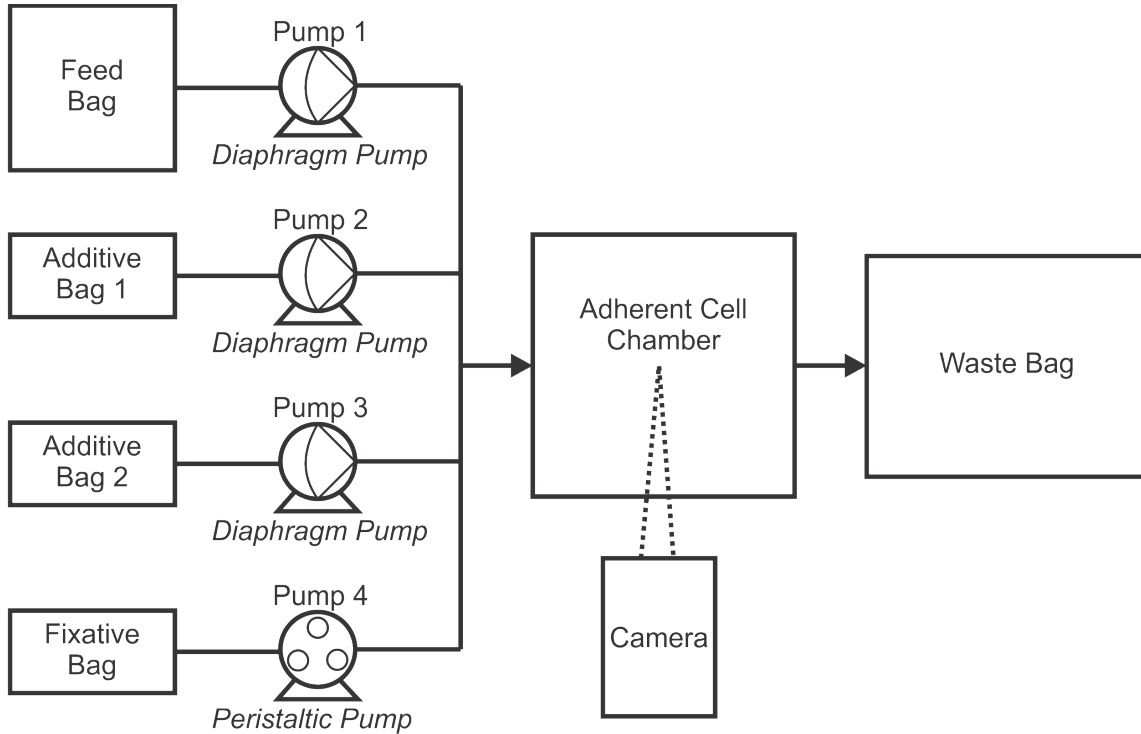 Pump 1
Feed
Bag
Diaphragm Pump
Pump 2
Additive
Bag 1
Diaphragm Pump
Pump 3
Additive
Bag 2
Diaphragm Pump
Pump 4
Fixative
Bag
Peristaltic Pump
Adherent Cell
Chamber
Camera
Waste Bag